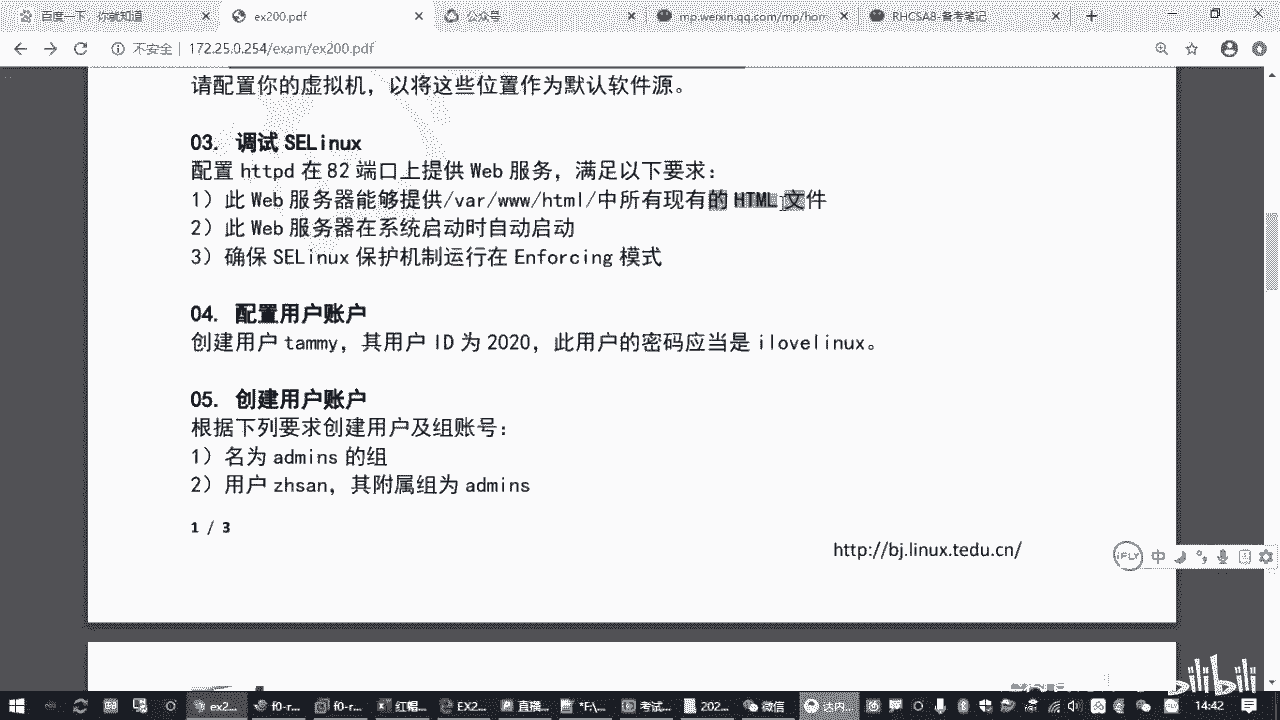 百度一下，你就知道
ex200.pdf
公众号
mp.weixin.qq.com/mp/hom
RHCSA8-备考笔记
不安全
172.25.0.254/exam/ex200.pdf
请配置你的虚拟机，以将这些位置作为默认软件源。
03. 调试 SELinux
配置 httpd 在 82 端口上提供 Web 服务，满足以下要求：
1）此 Web 服务器能够提供/var/www/html/中所有现有的 HTML 文件
2）此 Web 服务器在系统启动时自动启动
3）确保 SELinux 保护机制运行在 Enforcing 模式
04. 配置用户账户
创建用户 tammy，其用户 ID 为 2020，此用户的密码应当是 ilovelinux。
05. 创建用户账户
根据下列要求创建用户及组账号：
1）名为 admins 的组
2）用户 zhsan，其附属组为 admins
1 / 3
http://bj.linux.tedu.cn/
iFLY 中
bilibili
ex2...
f0-r...
f0-r...
红帽...
EX2...
直播...
*F:\...
考试...
202...
微信
达内...
14:42